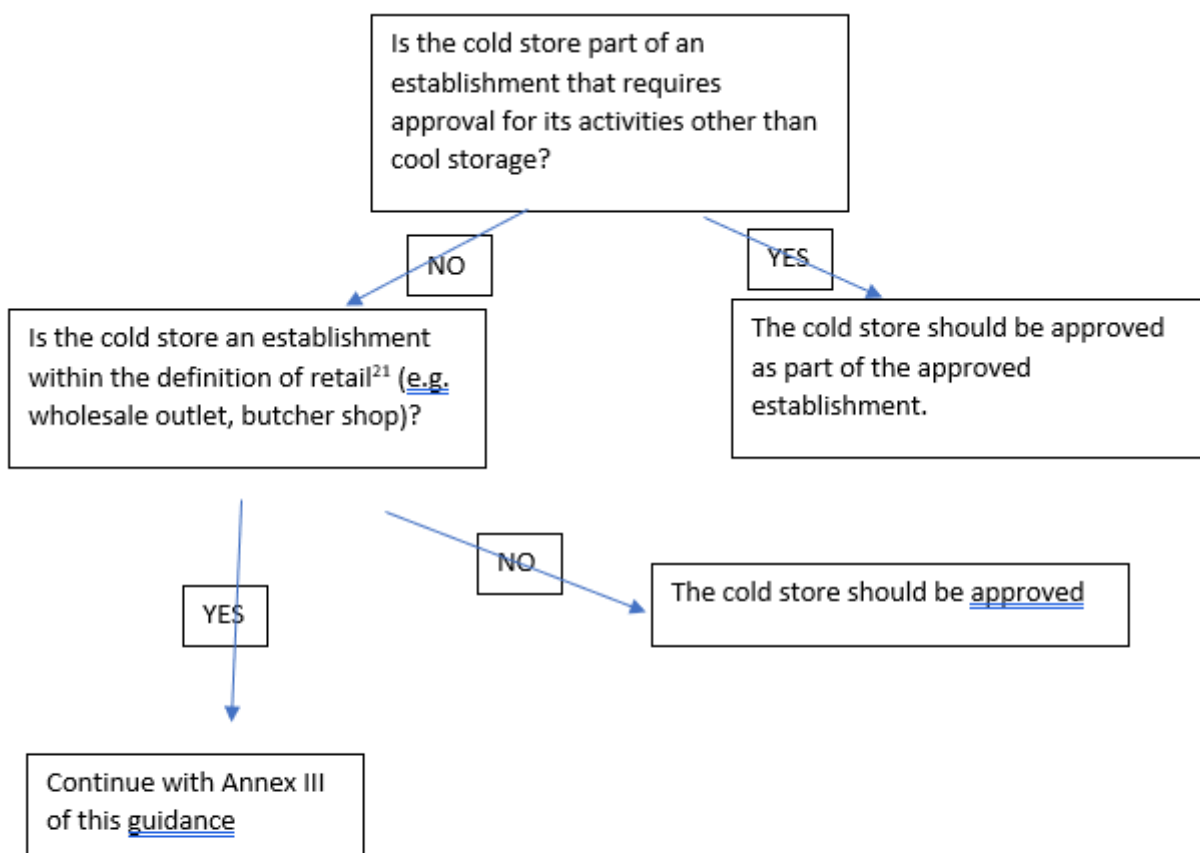 Is the cold store part of an
establishment that requires
approval for its activities other than
cool storage?
NO
YES
Is the cold store an establishment
within the definition of retail²¹ (e.g.
wholesale outlet, butcher shop)?
The cold store should be approved
as part of the approved
establishment.
NO
The cold store should be approved
YES
Continue with Annex III
of this guidance